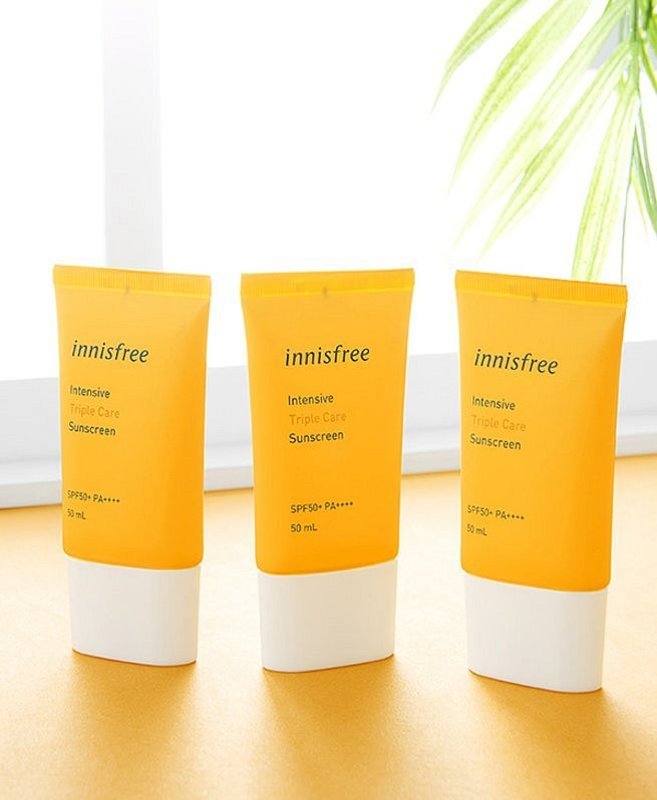 innisfree
Intensive
Triple Care
Sunscreen
SPF50+ PA++++
50 mL
innisfree
Intensive
Triple Care
Sunscreen
SPF50+ PA++++
50 mL
innisfree
Intensive
Triple Care
Sunscreen
SPF50+ PA++++
50 mL